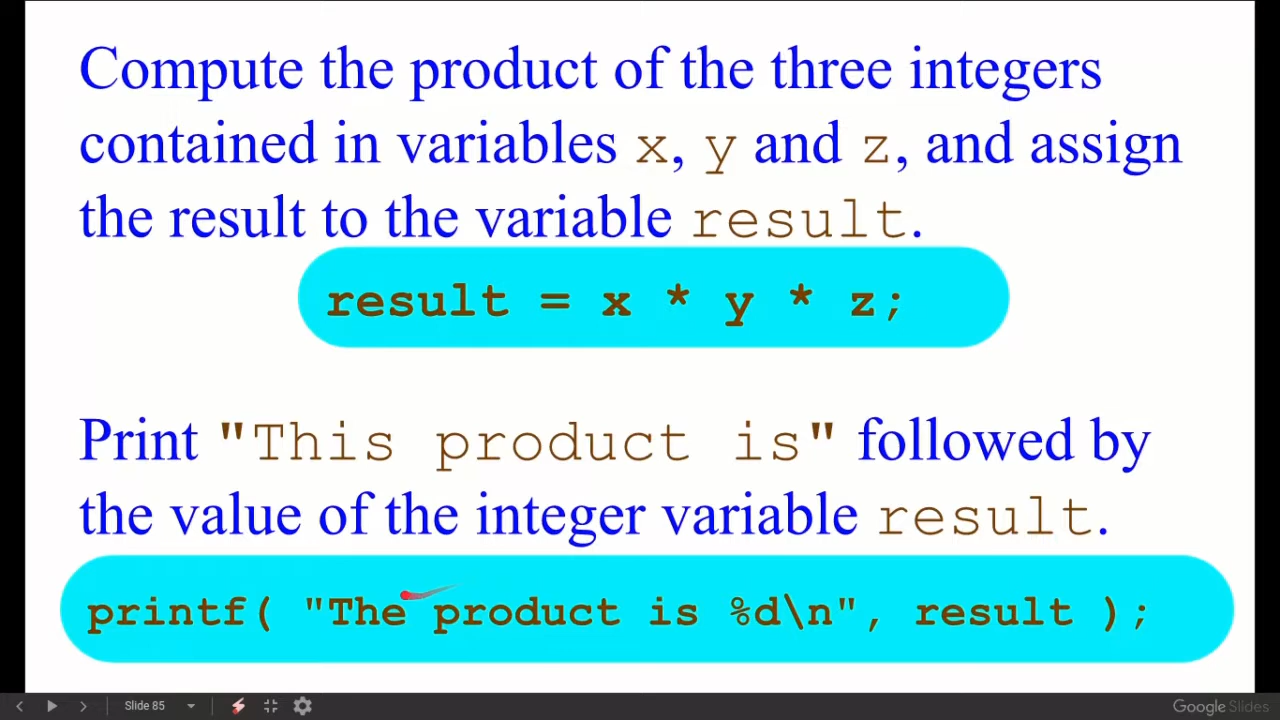 Compute the product of the three integers
contained in variables x, y and z, and assign
the result to the variable result.
result = x * y * z;
Print "This product is" followed by
the value of the integer variable result.
printf( "The product is %d\n", result );
Slide 85
Google Slides